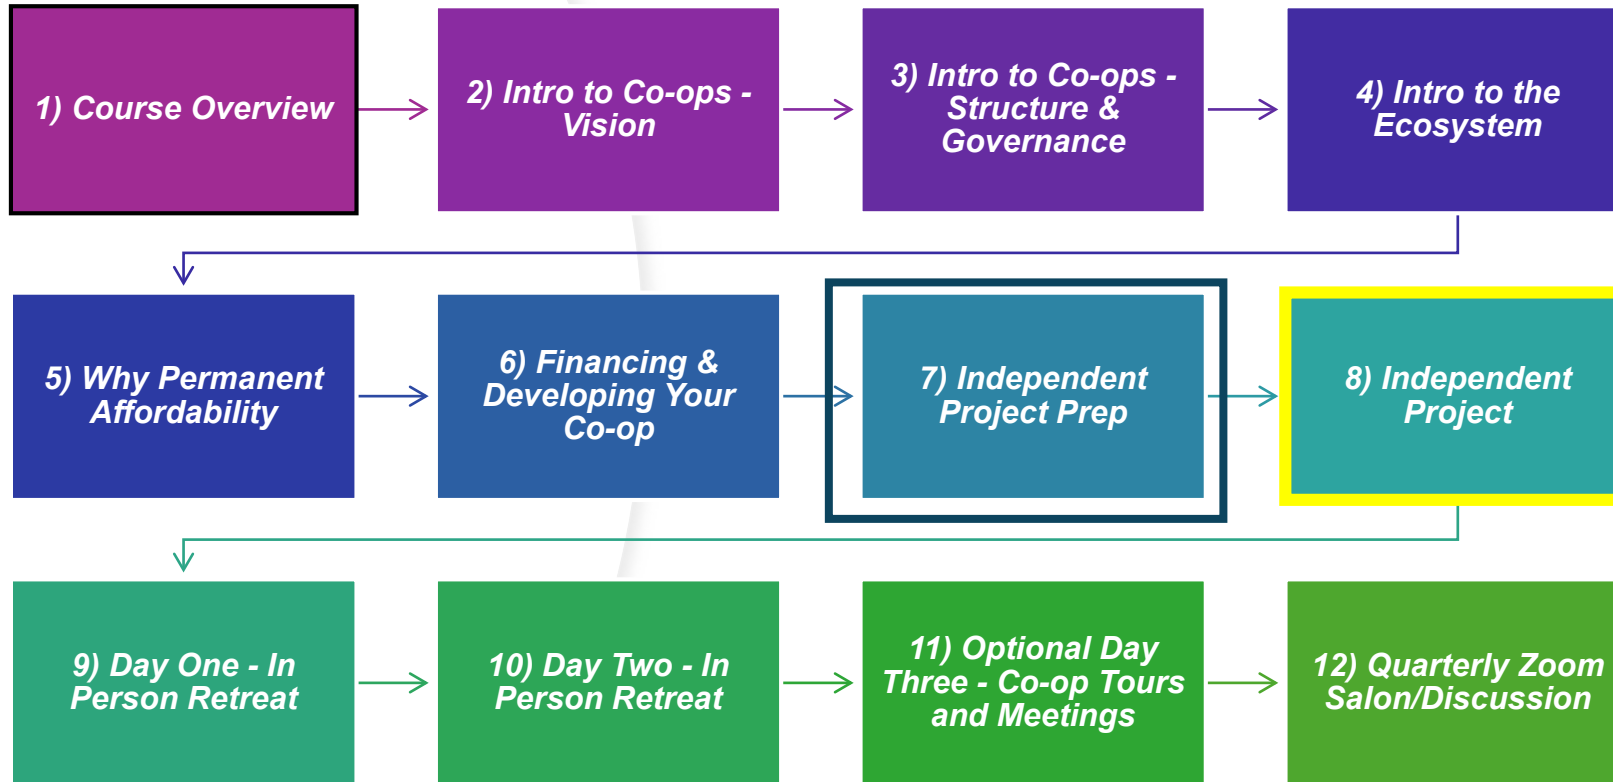 1) Course Overview
2) Intro to Co-ops -
Vision
3) Intro to Co-ops -
Structure &
Governance
4) Intro to the
Ecosystem
5) Why Permanent
Affordability
6) Financing &
Developing Your
Co-op
7) Independent
Project Prep
8) Independent
Project
9) Day One - In
Person Retreat
10) Day Two - In
Person Retreat
11) Optional Day
Three - Co-op Tours
and Meetings
12) Quarterly Zoom
Salon/Discussion